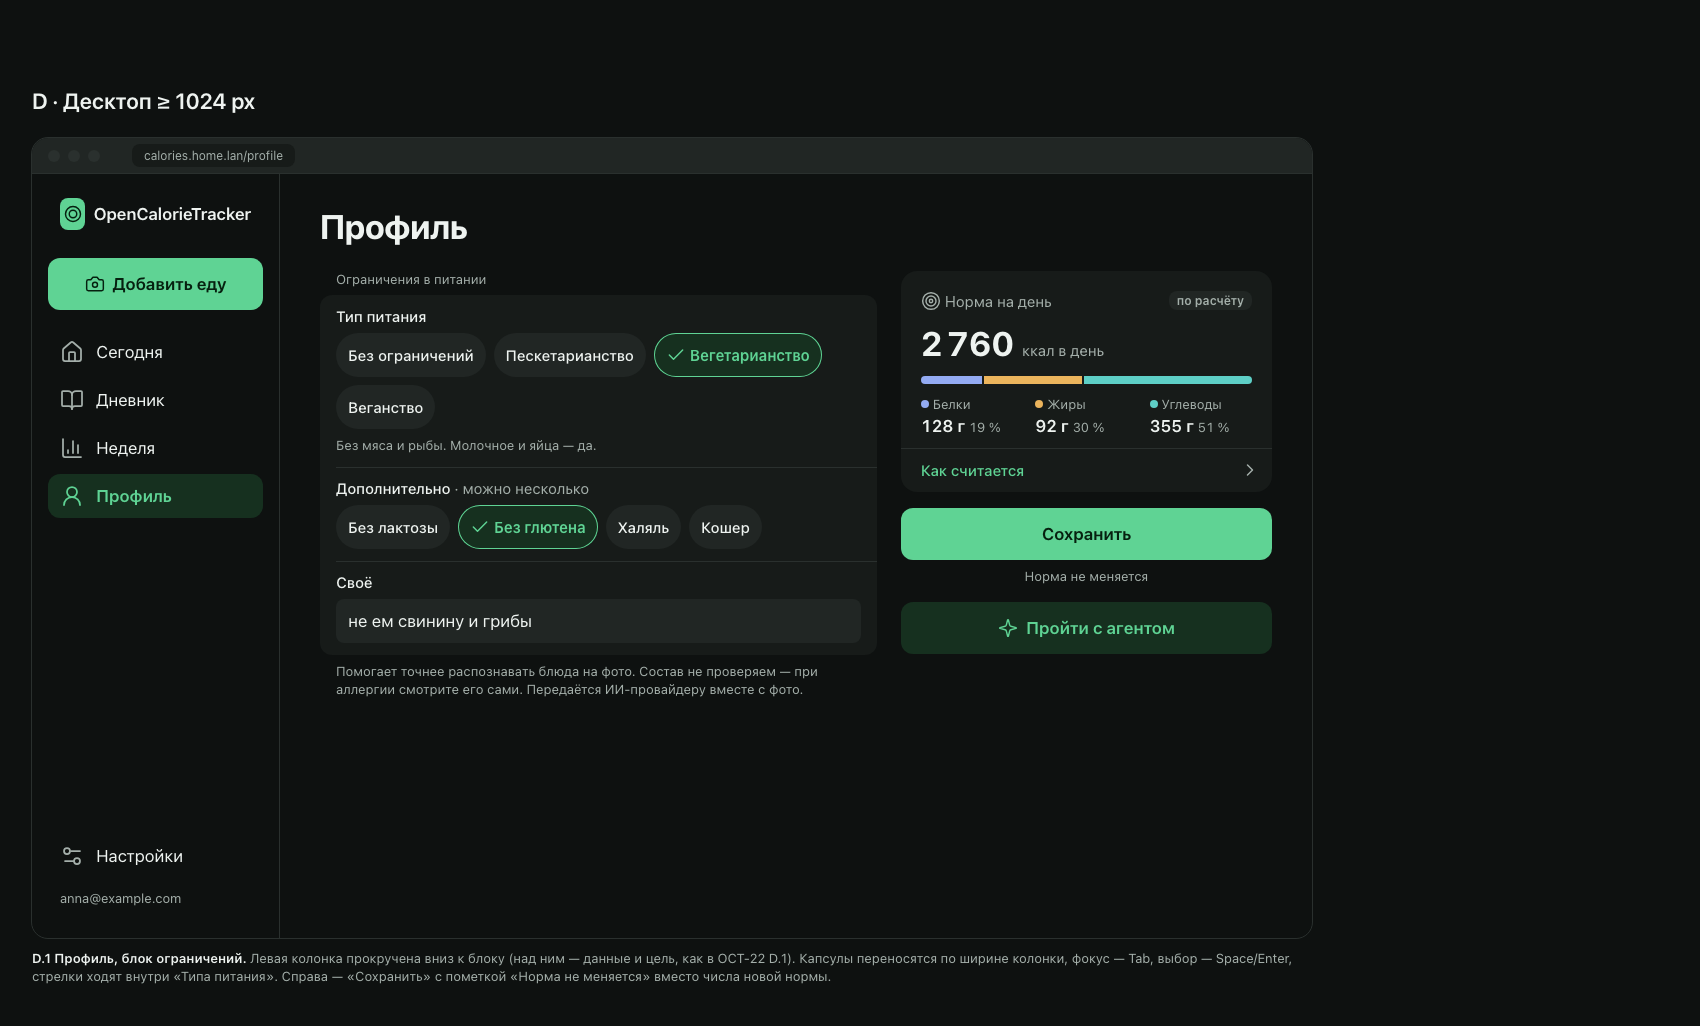 D · Десктоп ≥ 1024 px
calories.home.lan/profile
OpenCalorieTracker
Добавить еду
Сегодня
Дневник
Неделя
Профиль
Настройки
anna@example.com
Профиль
Ограничения в питании
Тип питания
Без ограничений
Пескетарианство
Вегетарианство
Веганство
Без мяса и рыбы. Молочное и яйца — да.
Дополнительно · можно несколько
Без лактозы
Без глютена
Халяль
Кошер
Своё
не ем свинину и грибы
Помогает точнее распознавать блюда на фото. Состав не проверяем — при
аллергии смотрите его сами. Передаётся ИИ-провайдеру вместе с фото.
Норма на день
по расчёту
2 760 ккал в день
Белки
128 г 19 %
Жиры
92 г 30 %
Углеводы
355 г 51 %
Как считается
Сохранить
Норма не меняется
Пройти с агентом
D.1 Профиль, блок ограничений. Левая колонка прокручена вниз к блоку (над ним — данные и цель, как в OCT-22 D.1). Капсулы переносятся по ширине колонки, фокус — Tab, выбор — Space/Enter,
стрелки ходят внутри «Типа питания». Справа — «Сохранить» с пометкой «Норма не меняется» вместо числа новой нормы.